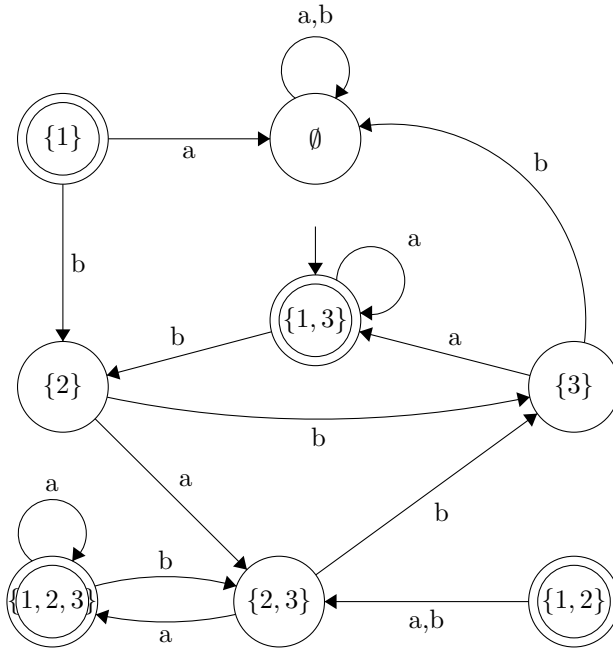 a,b
{1}
a
∅
b
b
{1, 3}
a
b
a
{2}
{3}
b
a
b
a
b
{1, 2, 3}
{2, 3}
{1, 2}
a
a,b